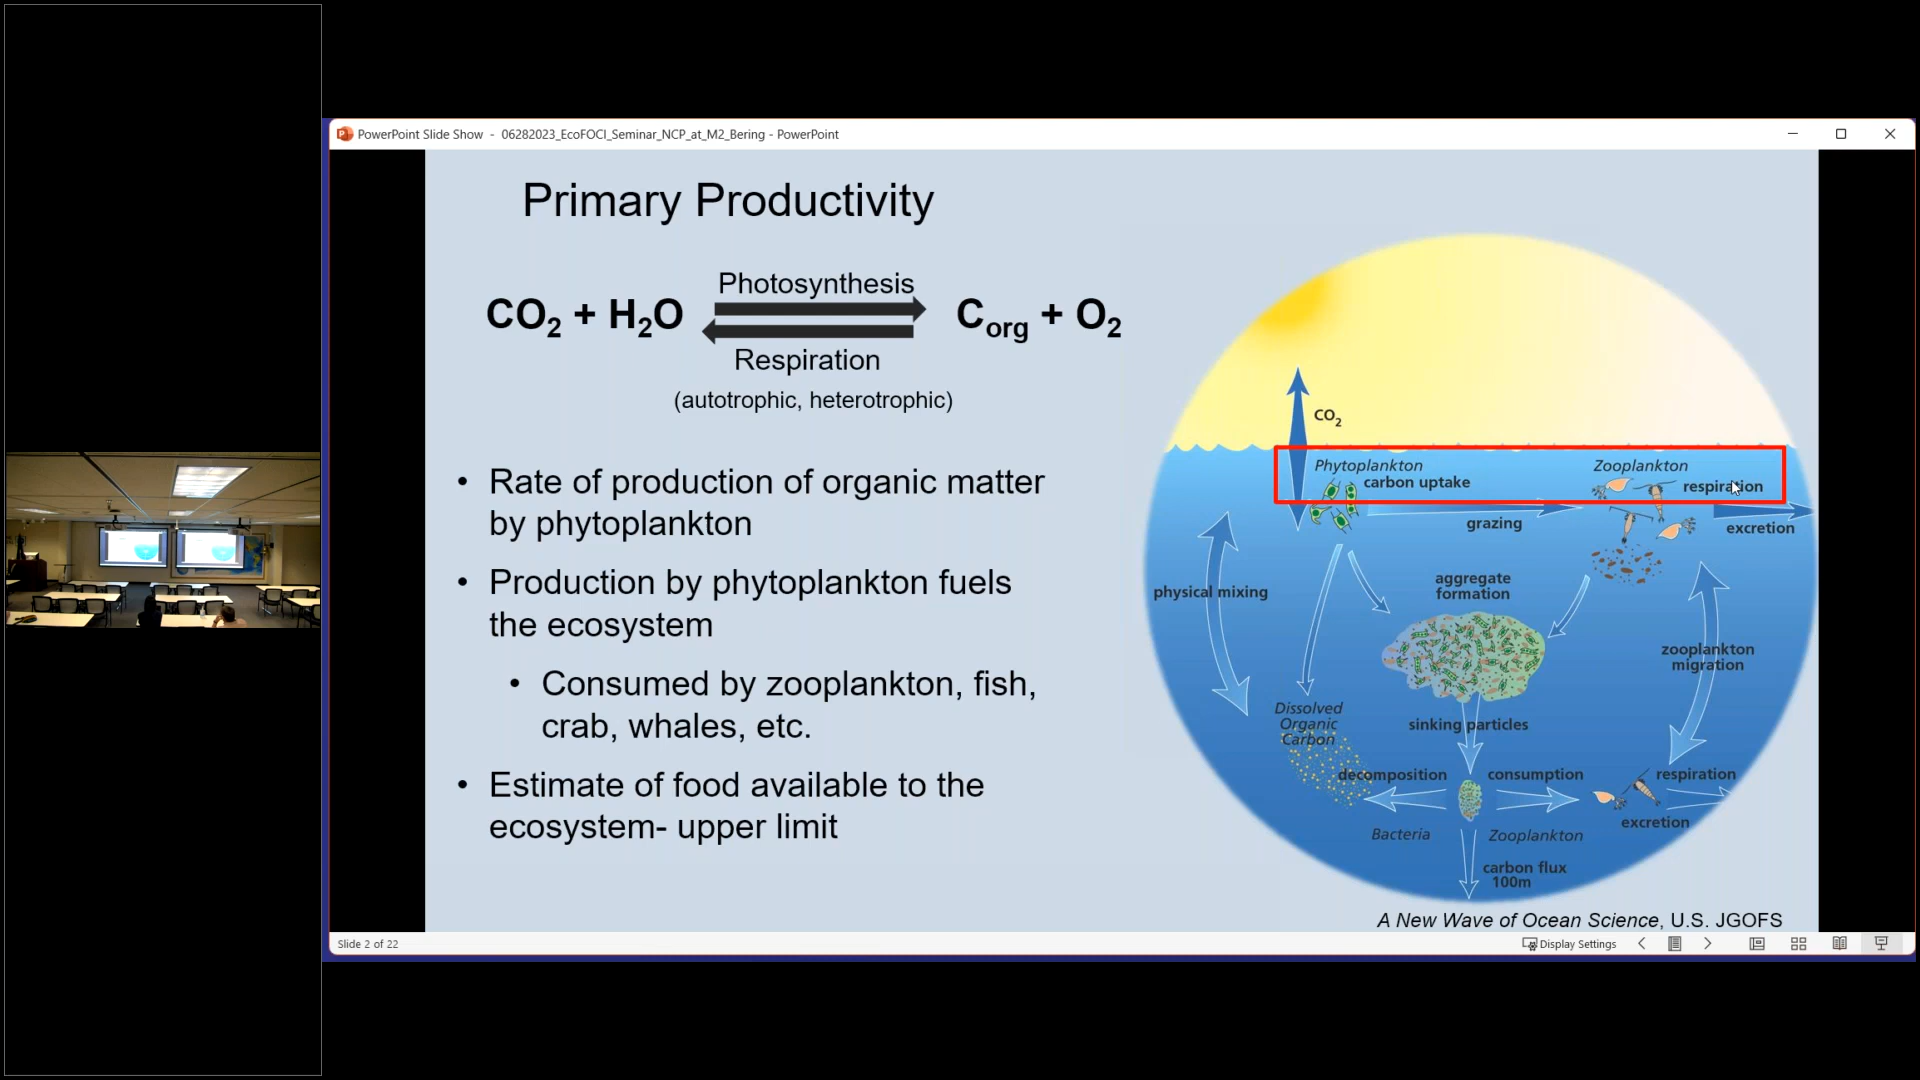 PowerPoint Slide Show - 06282023_EcoFOCI_Seminar_NCP_at_M2_Bering - PowerPoint
Primary Productivity
Photosynthesis
CO2 + H2O
Corg + O2
Respiration
(autotrophic, heterotrophic)
• Rate of production of organic matter
by phytoplankton
• Production by phytoplankton fuels
the ecosystem
• Consumed by zooplankton, fish,
crab, whales, etc.
• Estimate of food available to the
ecosystem- upper limit
CO2
Phytoplankton
carbon uptake
Zooplankton
respiration
grazing
excretion
physical mixing
aggregate
formation
zooplankton
migration
Dissolved
Organic
Carbon
sinking particles
decomposition
consumption
respiration
excretion
Bacteria
Zooplankton
carbon flux
100m
A New Wave of Ocean Science, U.S. JGOFS
Slide 2 of 22
Display Settings